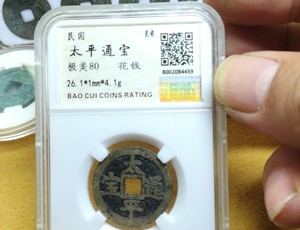 民国
太平通宝
极美80 花钱
26.1*1mm*4.1g
BAO CUI COINS RATING
8002084459
太
宝 通
平